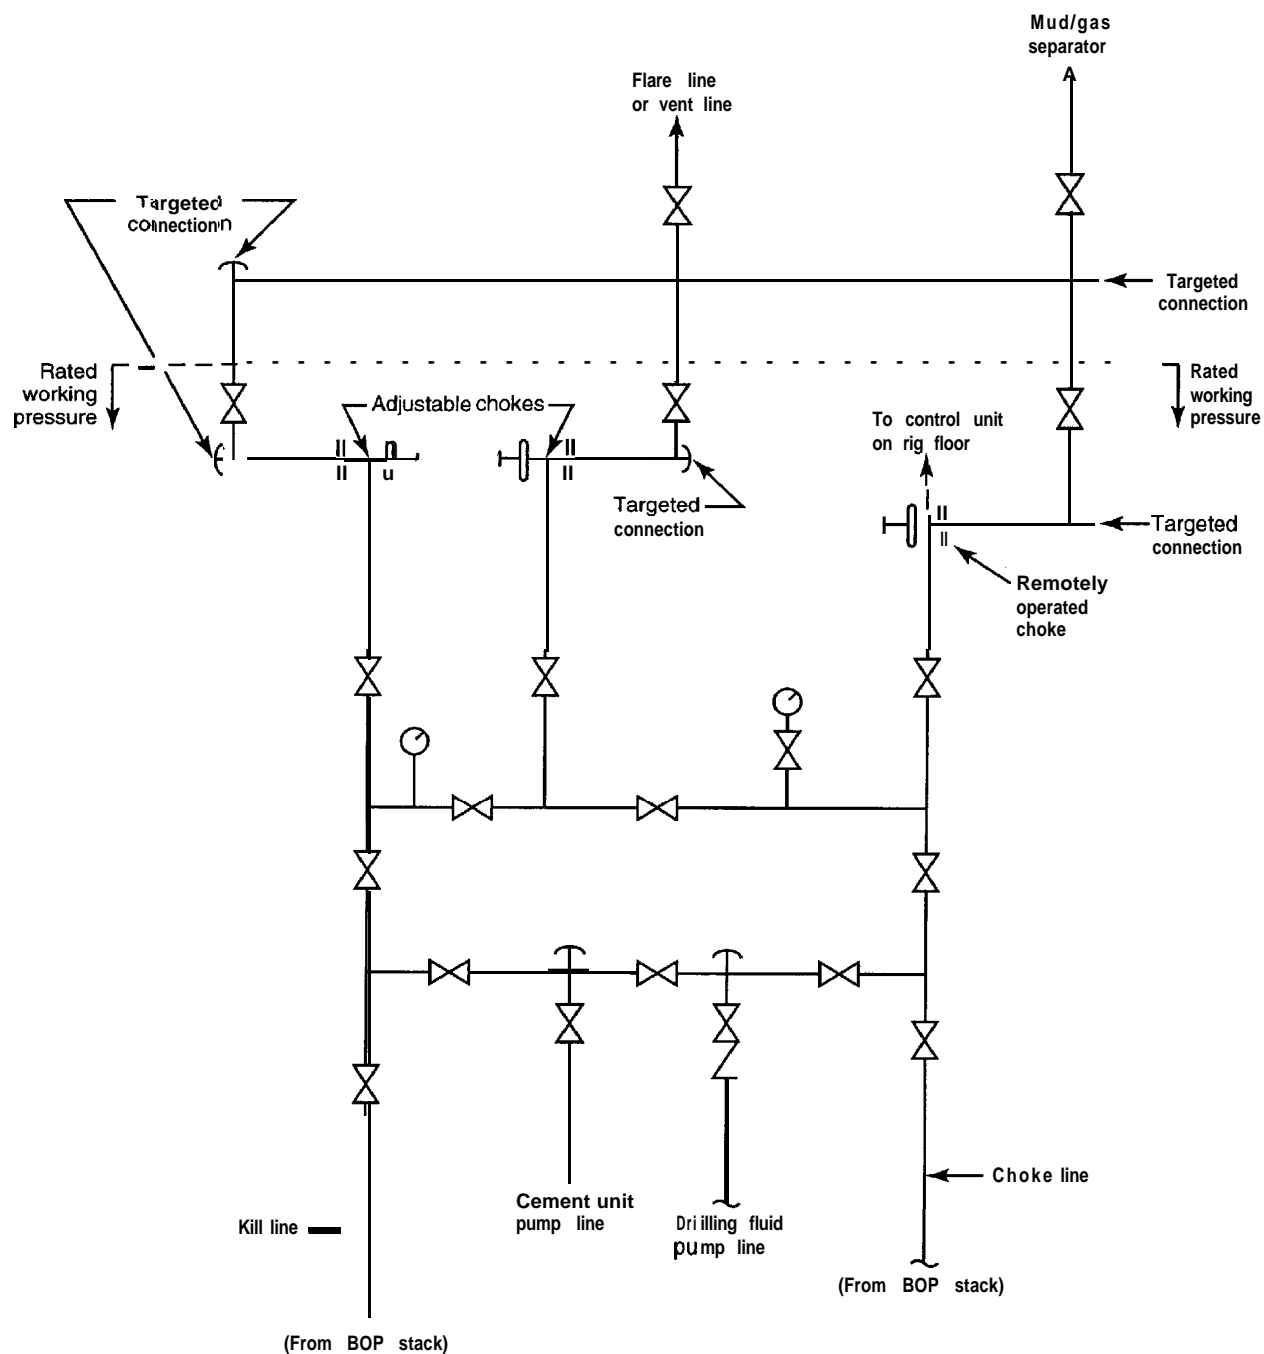 Mud/gas
separator
A
Flare line
or vent line
Targeted
connection
Targeted
connection
Rated
working
pressure
Rated
working
pressure
Adjustable chokes
To control unit
on rig floor
Targeted
connection
Targeted
connection
Remotely
operated
choke
Cement unit
pump line
Driilling fluid
pump line
Choke line
Kill line
(From BOP stack)
(From BOP stack)